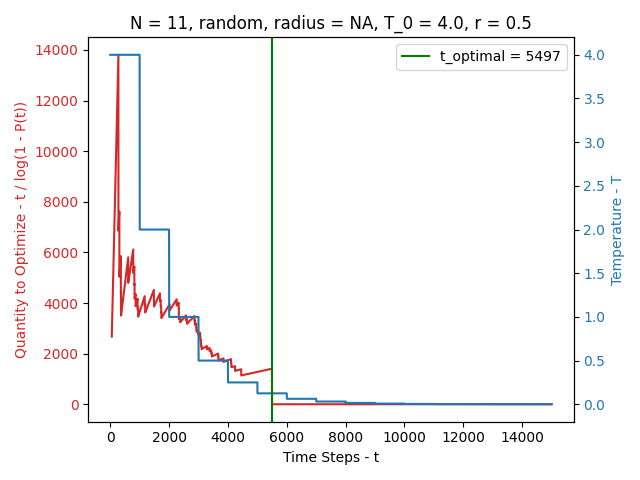 N = 11, random, radius = NA, T_0 = 4.0, r = 0.5
t_optimal = 5497
Quantity to Optimize - t / log(1 - P(t))
14000
12000
10000
8000
6000
4000
2000
0
4.0
3.5
3.0
2.5
2.0
1.5
1.0
0.5
0.0
Temperature - T
0 2000 4000 6000 8000 10000 12000 14000
Time Steps - t